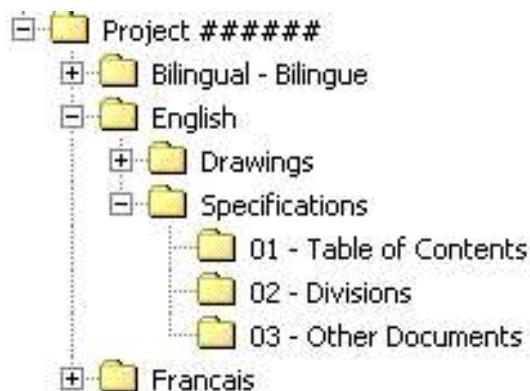 Project ######
Bilingual - Bilingue
English
Drawings
Specifications
01 - Table of Contents
02 - Divisions
03 - Other Documents
Francais